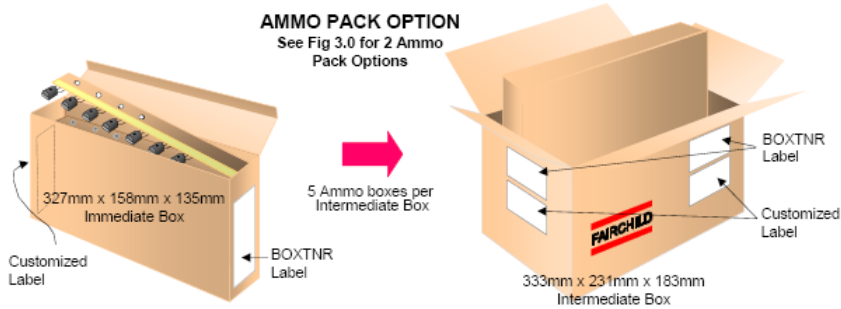 AMMO PACK OPTION
See Fig 3.0 for 2 Ammo
Pack Options
327mm x 158mm x 135mm
Immediate Box
Customized
Label
BOXTNR
Label
5 Ammo boxes per
Intermediate Box
BOXTNR
Label
Customized
Label
FAIRCHILD
333mm x 231mm x 183mm
Intermediate Box